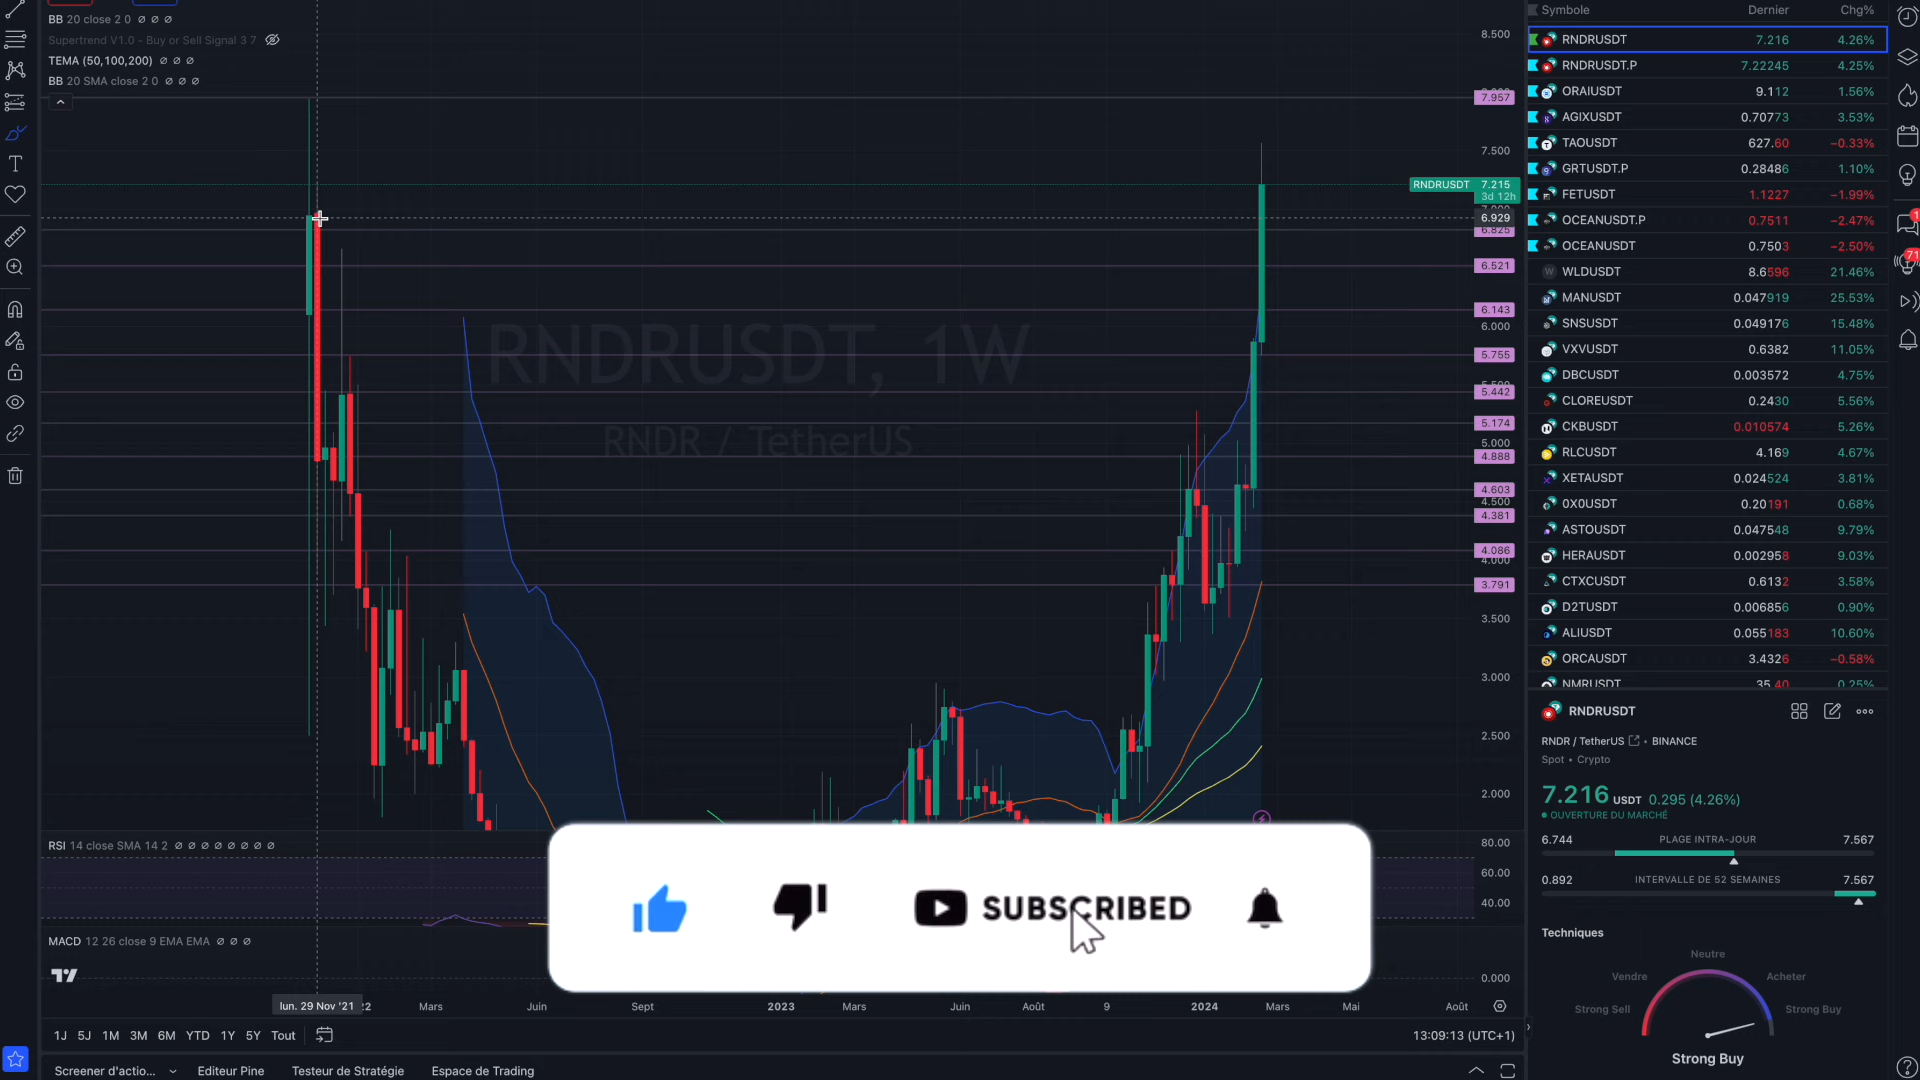 BB 20 close 2 0
Supertrend V1.0 - Buy or Sell Signal 3 7
TEMA (50,100,200)
BB 20 SMA close 2 0
8.500
7.957
7.500
RNDRUSDT 7.215
3d 12h
6.929
6.825
6.521
6.143
6.000
5.755
5.442
5.174
5.000
4.888
4.603
4.500
4.381
4.086
4.000
3.791
3.500
3.000
2.500
2.000
RNDRUSDT, 1W
RNDR / TetherUS
RSI 14 close SMA 14 2
80.00
60.00
40.00
MACD 12 26 close 9 EMA EMA
0.000
SUBSCRIBED
lun. 29 Nov '21
22
Mars
Juin
Sept
2023
Mars
Juin
Août
9
2024
Mars
Mai
Août
1J 5J 1M 3M 6M YTD 1Y 5Y Tout
13:09:13 (UTC+1)
Screener d'actio...
Editeur Pine
Testeur de Stratégie
Espace de Trading
Symbole Dernier Chg%
RNDRUSDT 7.216 4.26%
RNDRUSDT.P 7.22245 4.25%
ORAIUSDT 9.112 1.56%
AGIXUSDT 0.70773 3.53%
TAOUSDT 627.60 −0.33%
GRTUSDT.P 0.28486 1.10%
FETUSDT 1.1227 −1.99%
OCEANUSDT.P 0.7511 −2.47%
OCEANUSDT 0.7503 −2.50%
WLDUSDT 8.6596 21.46%
MANUSDT 0.047919 25.53%
SNSUSDT 0.049176 15.48%
VXVUSDT 0.6382 11.05%
DBCUSDT 0.003572 4.75%
CLOREUSDT 0.2430 5.56%
CKBUSDT 0.010574 5.26%
RLCUSDT 4.169 4.67%
XETAUSDT 0.024524 3.81%
0X0USDT 0.20191 0.68%
ASTOUSDT 0.047548 9.79%
HERAUSDT 0.002958 9.03%
CTXCUSDT 0.6132 3.58%
D2TUSDT 0.006856 0.90%
ALIUSDT 0.055183 10.60%
ORCAUSDT 3.4326 −0.58%
NMRUSDT 35.40 0.25%
RNDRUSDT
RNDR / TetherUS • BINANCE
Spot • Crypto
7.216 USDT 0.295 (4.26%)
OUVERTURE DU MARCHÉ
6.744 PLAGE INTRA-JOUR 7.567
0.892 INTERVALLE DE 52 SEMAINES 7.567
Techniques
Neutre
Vendre Acheter
Strong Sell Strong Buy
Strong Buy
1
71